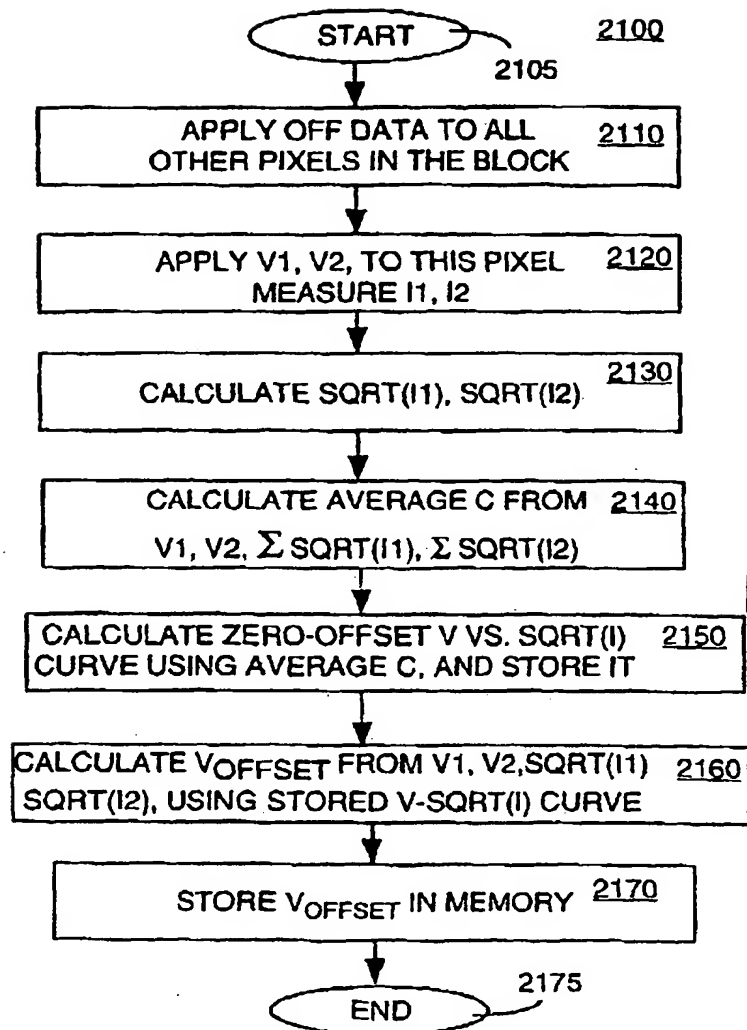 START
2100
2105
APPLY OFF DATA TO ALL 2110
OTHER PIXELS IN THE BLOCK
APPLY V1, V2, TO THIS PIXEL 2120
MEASURE I1, I2
2130
CALCULATE SQRT(I1), SQRT(I2)
CALCULATE AVERAGE C FROM 2140
V1, V2, Σ SQRT(I1), Σ SQRT(I2)
CALCULATE ZERO-OFFSET V VS. SQRT(I) 2150
CURVE USING AVERAGE C, AND STORE IT
CALCULATE VOFFSET FROM V1, V2,SQRT(I1) 2160
SQRT(I2), USING STORED V-SQRT(I) CURVE
STORE VOFFSET IN MEMORY 2170
2175
END